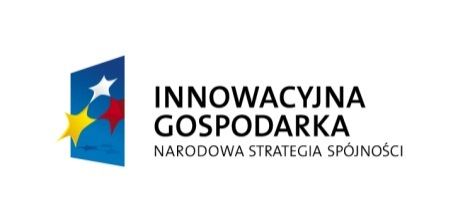 INNOWACYJNA
GOSPODARKA
NARODOWA STRATEGIA SPÓJNOŚCI